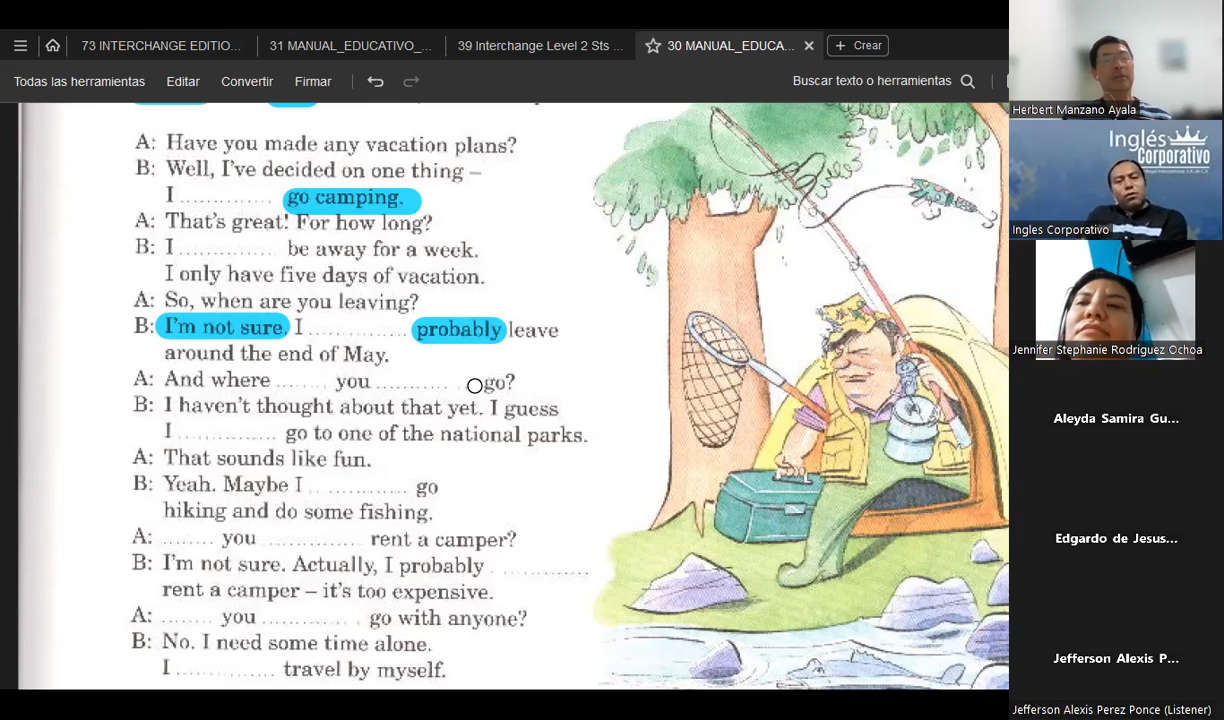 73 INTERCHANGE EDITIO... 31 MANUAL_EDUCATIVO_... 39 Interchange Level 2 Sts ... 30 MANUAL_EDUCA... Crear
Todas las herramientas Editar Convertir Firmar Buscar texto o herramientas
A: Have you made any vacation plans?
B: Well, I've decided on one thing –
I .............. go camping.
A: That's great! For how long?
B: I .............. be away for a week.
I only have five days of vacation.
A: So, when are you leaving?
B: I'm not sure. I .............. probably leave
around the end of May.
A: And where ........ you .............. go?
B: I haven't thought about that yet. I guess
I .............. go to one of the national parks.
A: That sounds like fun.
B: Yeah. Maybe I .............. go
hiking and do some fishing.
A: ........ you .............. rent a camper?
B: I'm not sure. Actually, I probably ..............
rent a camper – it's too expensive.
A: ........ you .............. go with anyone?
B: No. I need some time alone.
I .............. travel by myself.
Herbert Manzano Ayala
Inglés
Corporativo
Ingles Corporativo
Jennifer Stephanie Rodriguez Ochoa
Aleyda Samira Gu...
Edgardo de Jesus...
Jefferson Alexis P...
Jefferson Alexis Perez Ponce (Listener)